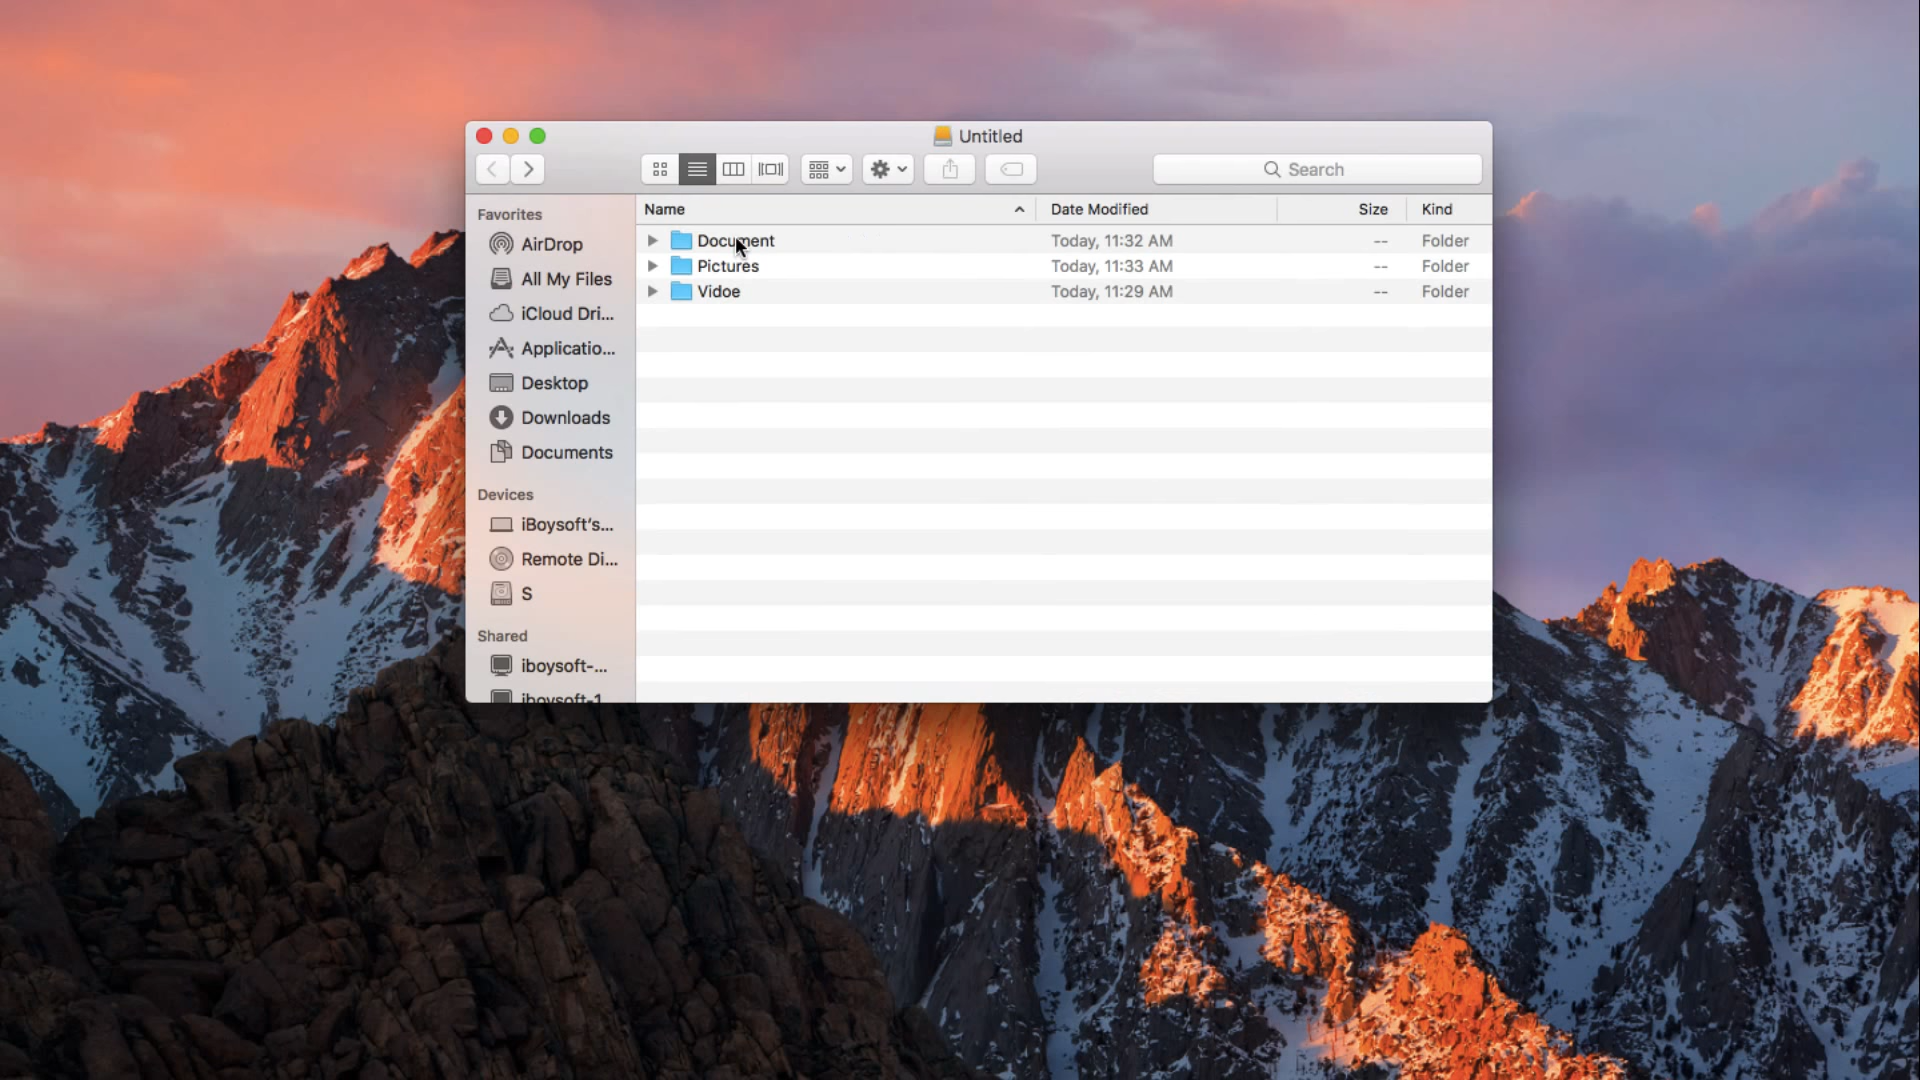 Untitled
Search
Favorites
AirDrop
All My Files
iCloud Dri...
Applicatio...
Desktop
Downloads
Documents
Devices
iBoysoft's...
Remote Di...
S
Shared
iboysoft-...
iboysoft-1
Name Date Modified Size Kind
Document Today, 11:32 AM -- Folder
Pictures Today, 11:33 AM -- Folder
Vidoe Today, 11:29 AM -- Folder